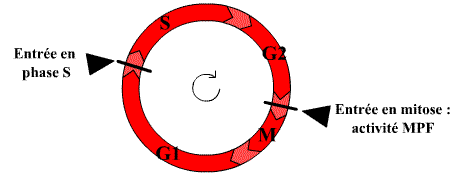 S
G2
Entrée en
phase S
Entrée en mitose :
activité MPF
M
G1